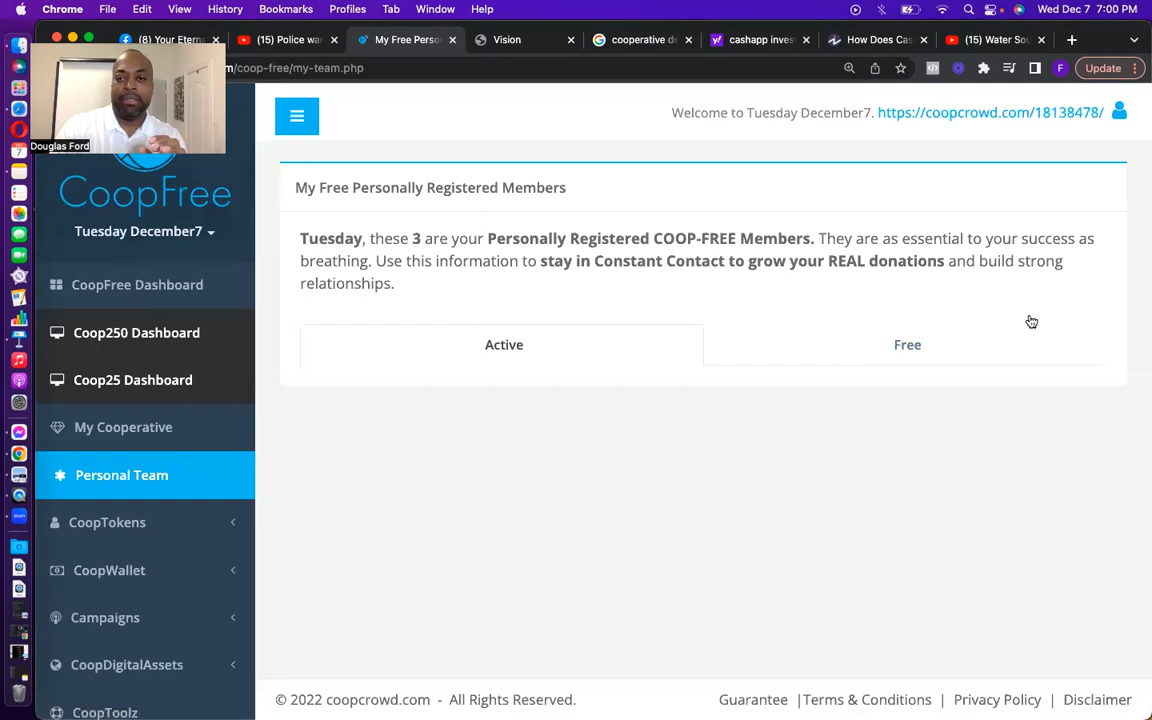 Chrome File Edit View History Bookmarks Profiles Tab Window Help Wed Dec 7 7:00 PM
(8) Your Etern (15) Police wa My Free Perso Vision cooperative d cashapp inves How Does Ca (15) Water So
/coop-free/my-team.php F Update
Welcome to Tuesday December7. https://coopcrowd.com/18138478/
Douglas Ford
CoopFree
Tuesday December7
CoopFree Dashboard
Coop250 Dashboard
Coop25 Dashboard
My Cooperative
Personal Team
CoopTokens
CoopWallet
Campaigns
CoopDigitalAssets
CoopToolz
My Free Personally Registered Members
Tuesday, these 3 are your Personally Registered COOP-FREE Members. They are as essential to your success as
breathing. Use this information to stay in Constant Contact to grow your REAL donations and build strong
relationships.
Active Free
© 2022 coopcrowd.com - All Rights Reserved. Guarantee |Terms & Conditions | Privacy Policy | Disclaimer